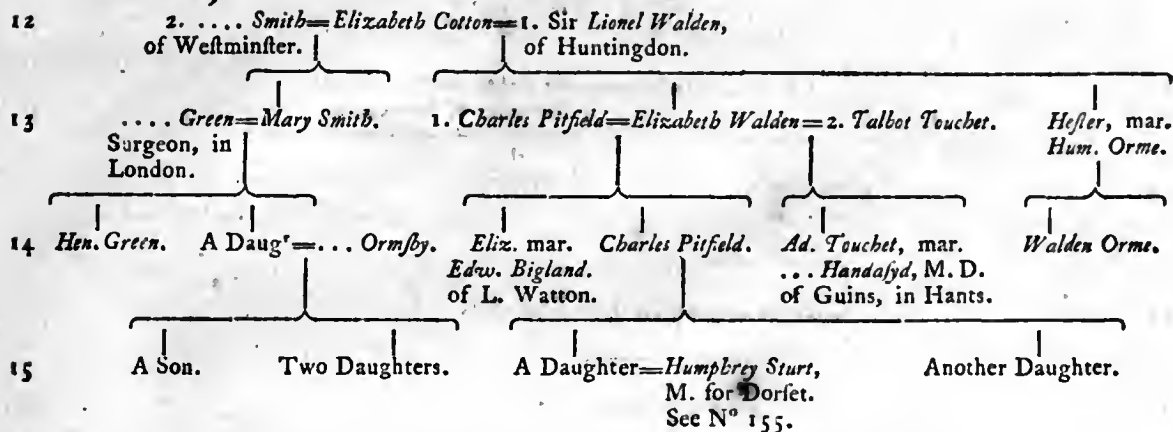 12 2. .... Smith=Elizabeth Cotton=1. Sir Lionel Walden,
of Weſtminſter. of Huntingdon.
13 .... Green=Mary Smith. 1. Charles Pitfield=Elizabeth Walden=2. Talbot Touchet. Heſter, mar.
Surgeon, in Hum. Orme.
London.
14 Hen. Green. A Daugʳ=... Ormſby. Eliz. mar. Charles Pitfield. Ad. Touchet, mar. Walden Orme.
Edw. Bigland. ... Handaſyd, M. D.
of L. Watton. of Guins, in Hants.
15 A Son. Two Daughters. A Daughter=Humphrey Sturt, Another Daughter.
M. for Dorſet.
See Nº 155.